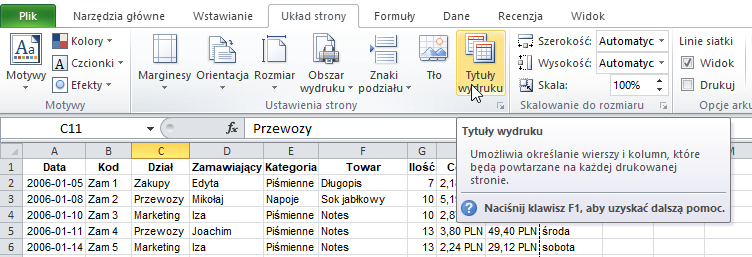 Plik Narzędzia główne Wstawianie Układ strony Formuły Dane Recenzja Widok
Aa Kolory Szerokość: Automatyc Linie siatki
A Czcionki Wysokość: Automatyc Widok
Motywy Efekty Marginesy Orientacja Rozmiar Obszar wydruku Znaki podziału Tło Tytuły wydruku Skala: 100% Drukuj
Motywy Ustawienia strony Skalowanie do rozmiaru Opcje arku
C11 fx Przewozy
Tytuły wydruku
Umożliwia określanie wierszy i kolumn, które
będą powtarzane na każdej drukowanej
stronie.
Naciśnij klawisz F1, aby uzyskać dalszą pomoc.
A B C D E F G M
1 Data Kod Dział Zamawiający Kategoria Towar Ilość
2 2006-01-05 Zam 1 Zakupy Edyta Piśmienne Długopis 7
3 2006-01-08 Zam 2 Przewozy Mikołaj Napoje Sok jabłkowy 10
4 2006-01-10 Zam 3 Marketing Iza Piśmienne Notes 10
5 2006-01-11 Zam 4 Przewozy Joachim Piśmienne Notes 13 3,80 PLN 49,40 PLN środa
6 2006-01-14 Zam 5 Marketing Iza Piśmienne Notes 13 2,24 PLN 29,12 PLN sobota